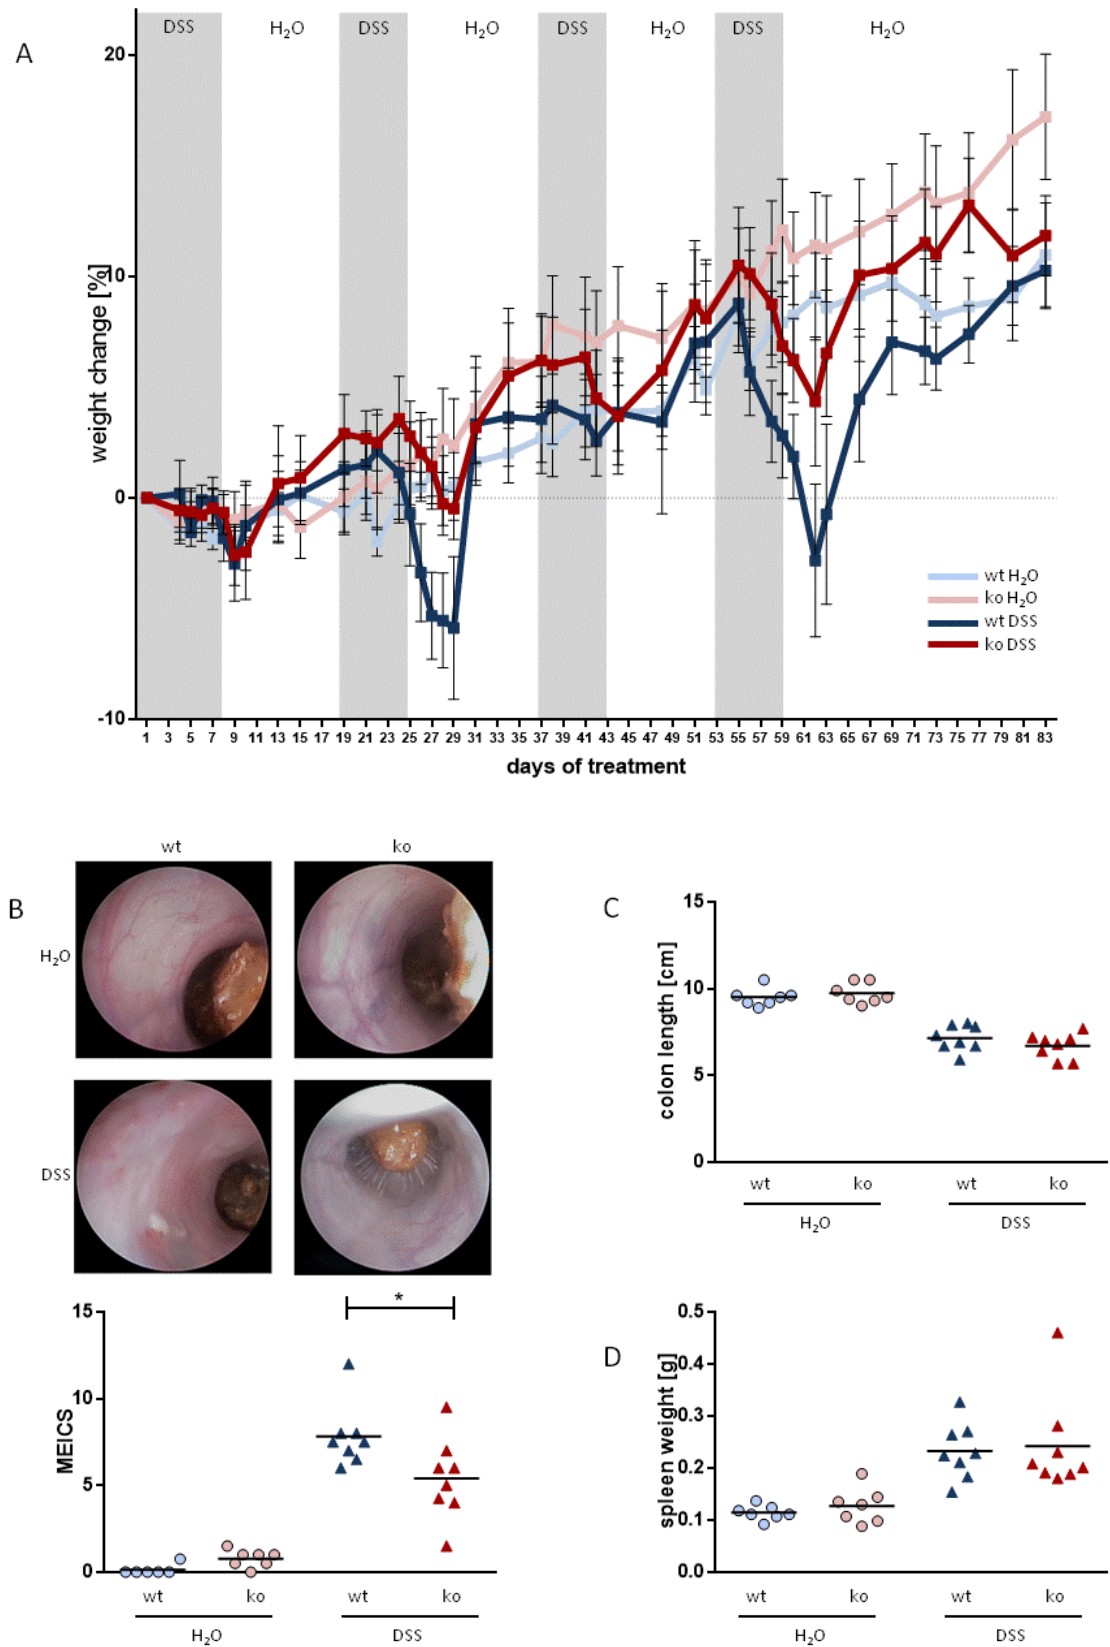 DSS H₂O DSS H₂O DSS H₂O DSS H₂O
A
20
10
0
-10
weight change [%]
wt H₂O
ko H₂O
wt DSS
ko DSS
1 3 5 7 9 11 13 15 17 19 21 23 25 27 29 31 33 35 37 39 41 43 45 47 49 51 53 55 57 59 61 63 65 67 69 71 73 75 77 79 81 83
days of treatment
B
wt ko
H₂O
DSS
*
15
10
5
0
MEICS
wt ko wt ko
H₂O DSS
C
15
10
5
0
colon length [cm]
wt ko wt ko
H₂O DSS
D
0.5
0.4
0.3
0.2
0.1
0.0
spleen weight [g]
wt ko wt ko
H₂O DSS